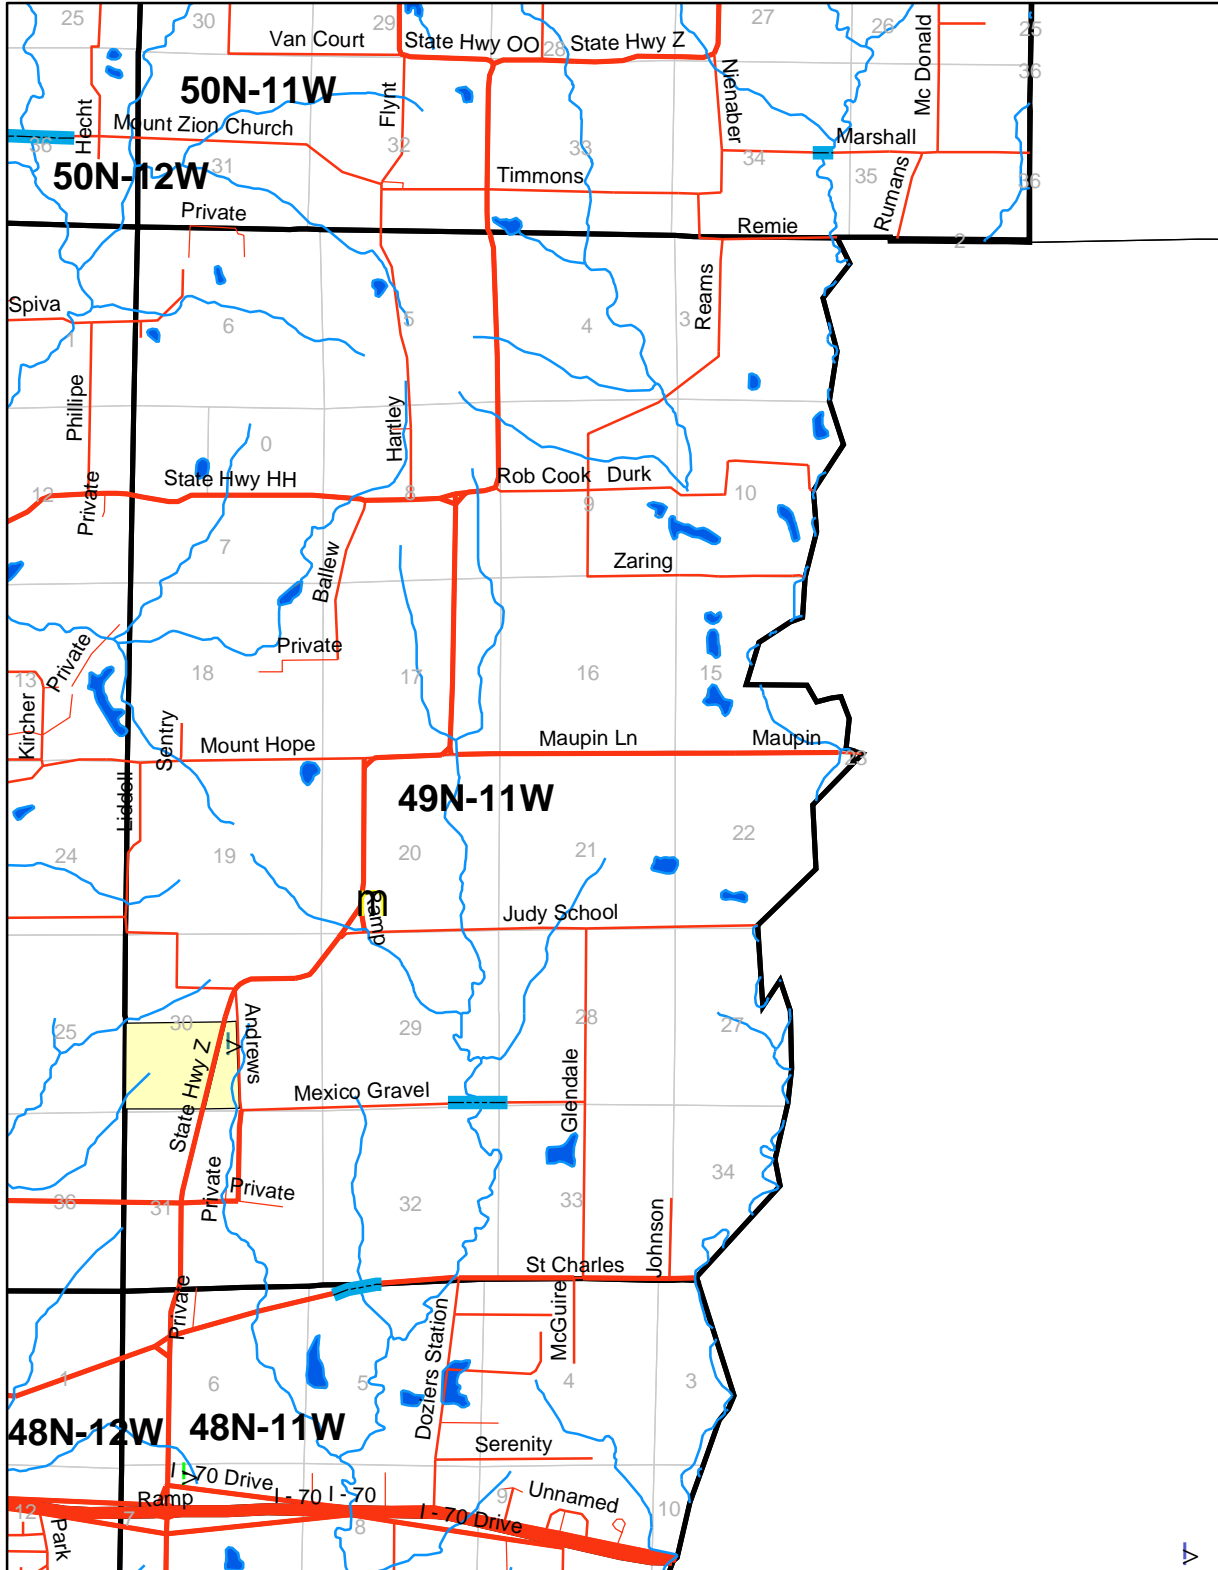 25
30
29
27
26
25
Van Court
State Hwy OO
28
State Hwy Z
Mc Donald
36
50N-11W
Hecht
Flynt
Nienaber
Mount Zion Church
Marshall
36
31
32
33
34
35
36
50N-12W
Timmons
Rumans
Private
Remie
2
Spiva
1
6
5
4
3
Reams
Phillipe
Hartley
0
State Hwy HH
Rob Cook
Durk
12
Private
8
9
10
7
Ballew
Zaring
Private
Private
13
18
17
16
15
Kircher
Sentry
Mount Hope
Maupin Ln
Maupin
23
Liddell
49N-11W
24
19
20
21
22
m
Ramp
Judy School
25
30
Andrews
29
28
27
State Hwy Z
Mexico Gravel
Glendale
Private
Private
36
31
32
33
34
Johnson
St Charles
Private
McGuire
Doziers Station
1
6
5
4
3
48N-12W
48N-11W
Serenity
I - 70 Drive
I - 70
I - 70
Ramp
9
Unnamed
10
I - 70 Drive
12
7
8
Park